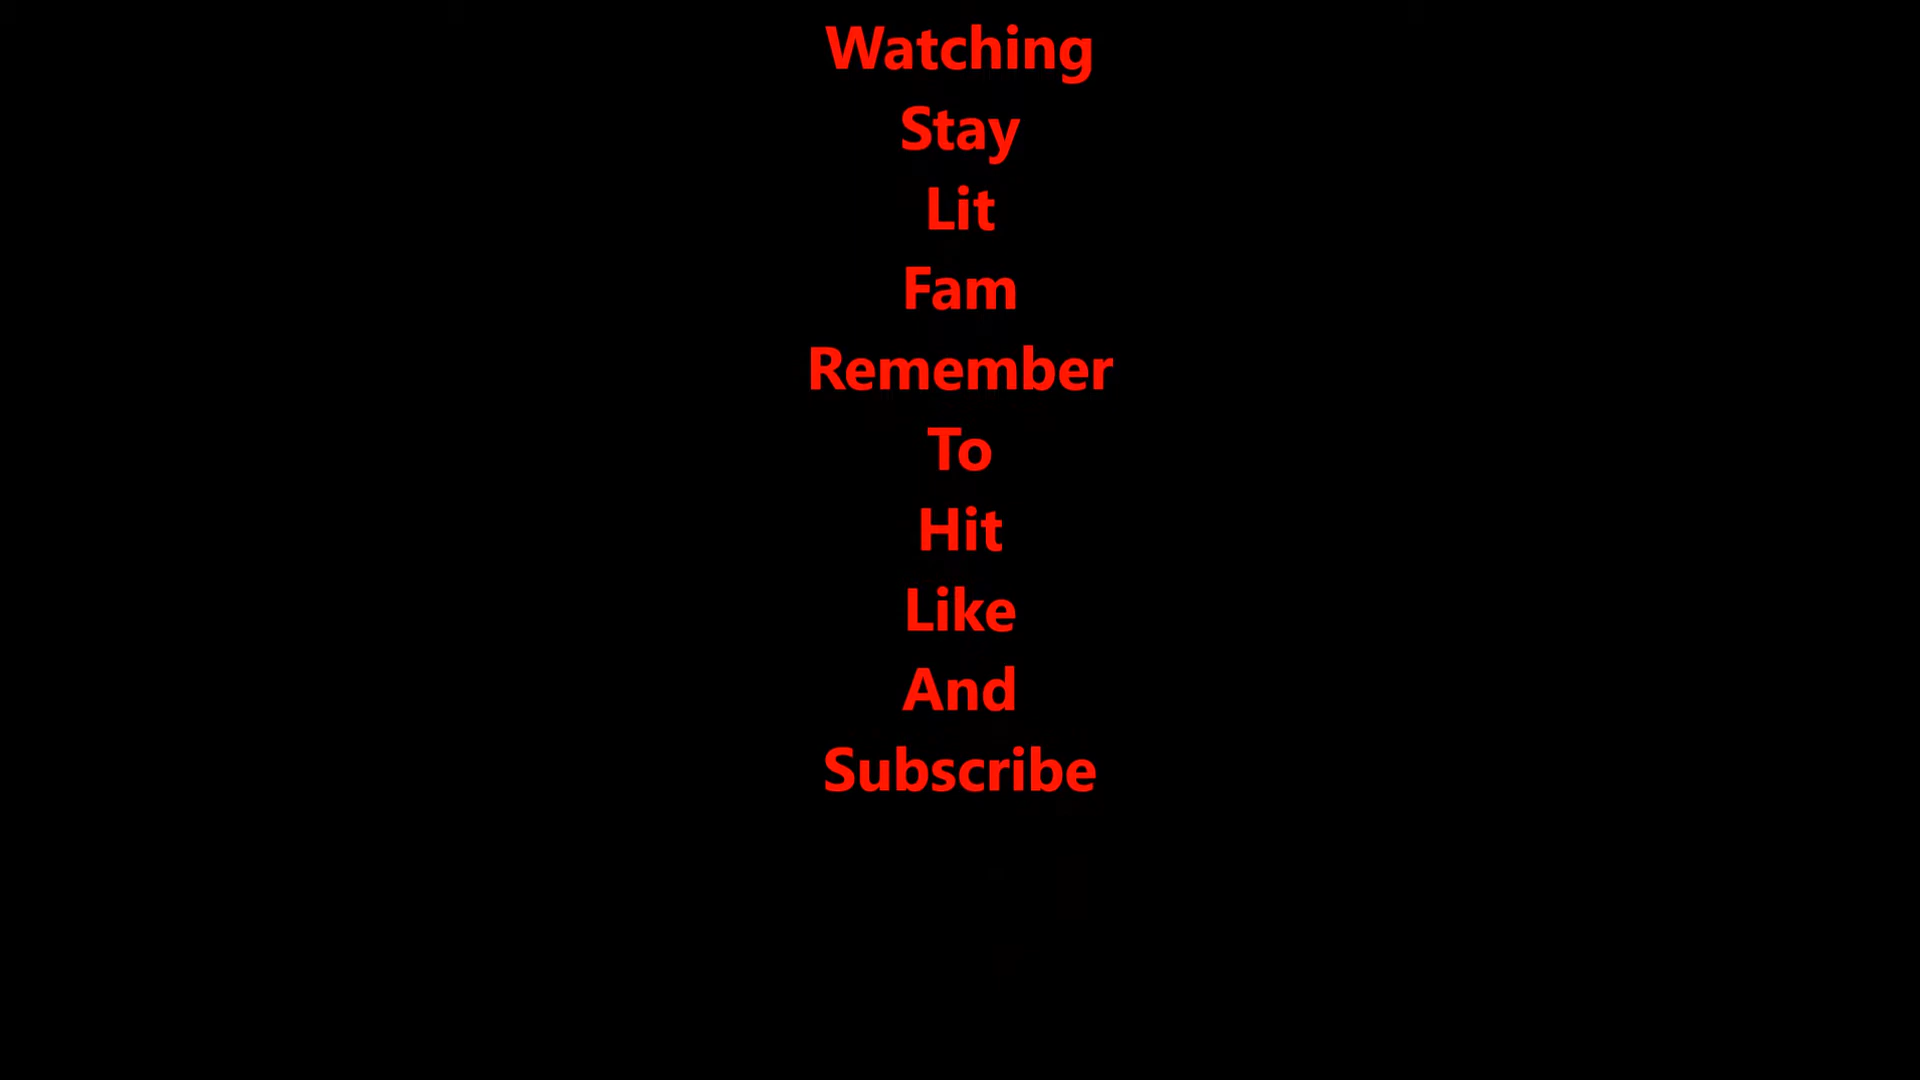 Watching
Stay
Lit
Fam
Remember
To
Hit
Like
And
Subscribe